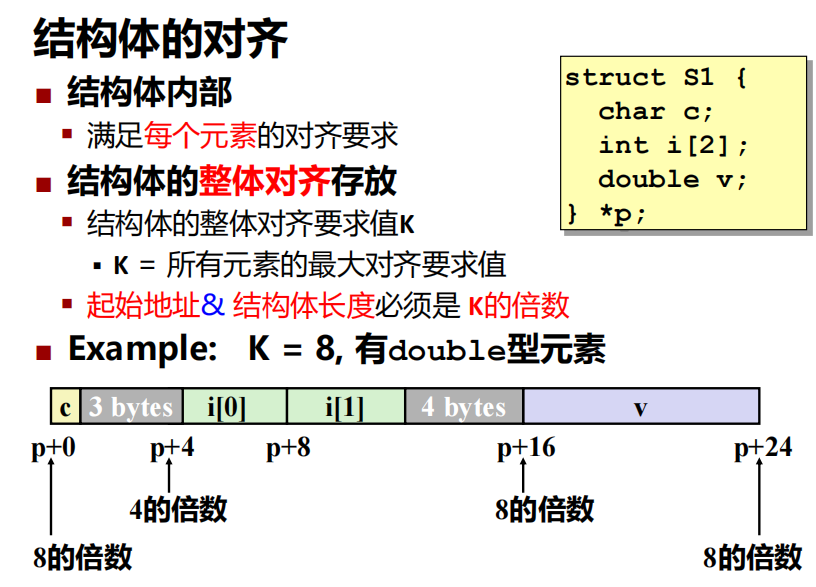 结构体的对齐
结构体内部
满足每个元素的对齐要求
结构体的整体对齐存放
结构体的整体对齐要求值K
K = 所有元素的最大对齐要求值
起始地址& 结构体长度必须是 K的倍数
Example: K = 8, 有double型元素
struct S1 {
char c;
int i[2];
double v;
} *p;
c 3 bytes i[0] i[1] 4 bytes v
p+0 p+4 p+8 p+16 p+24
4的倍数 8的倍数
8的倍数 8的倍数